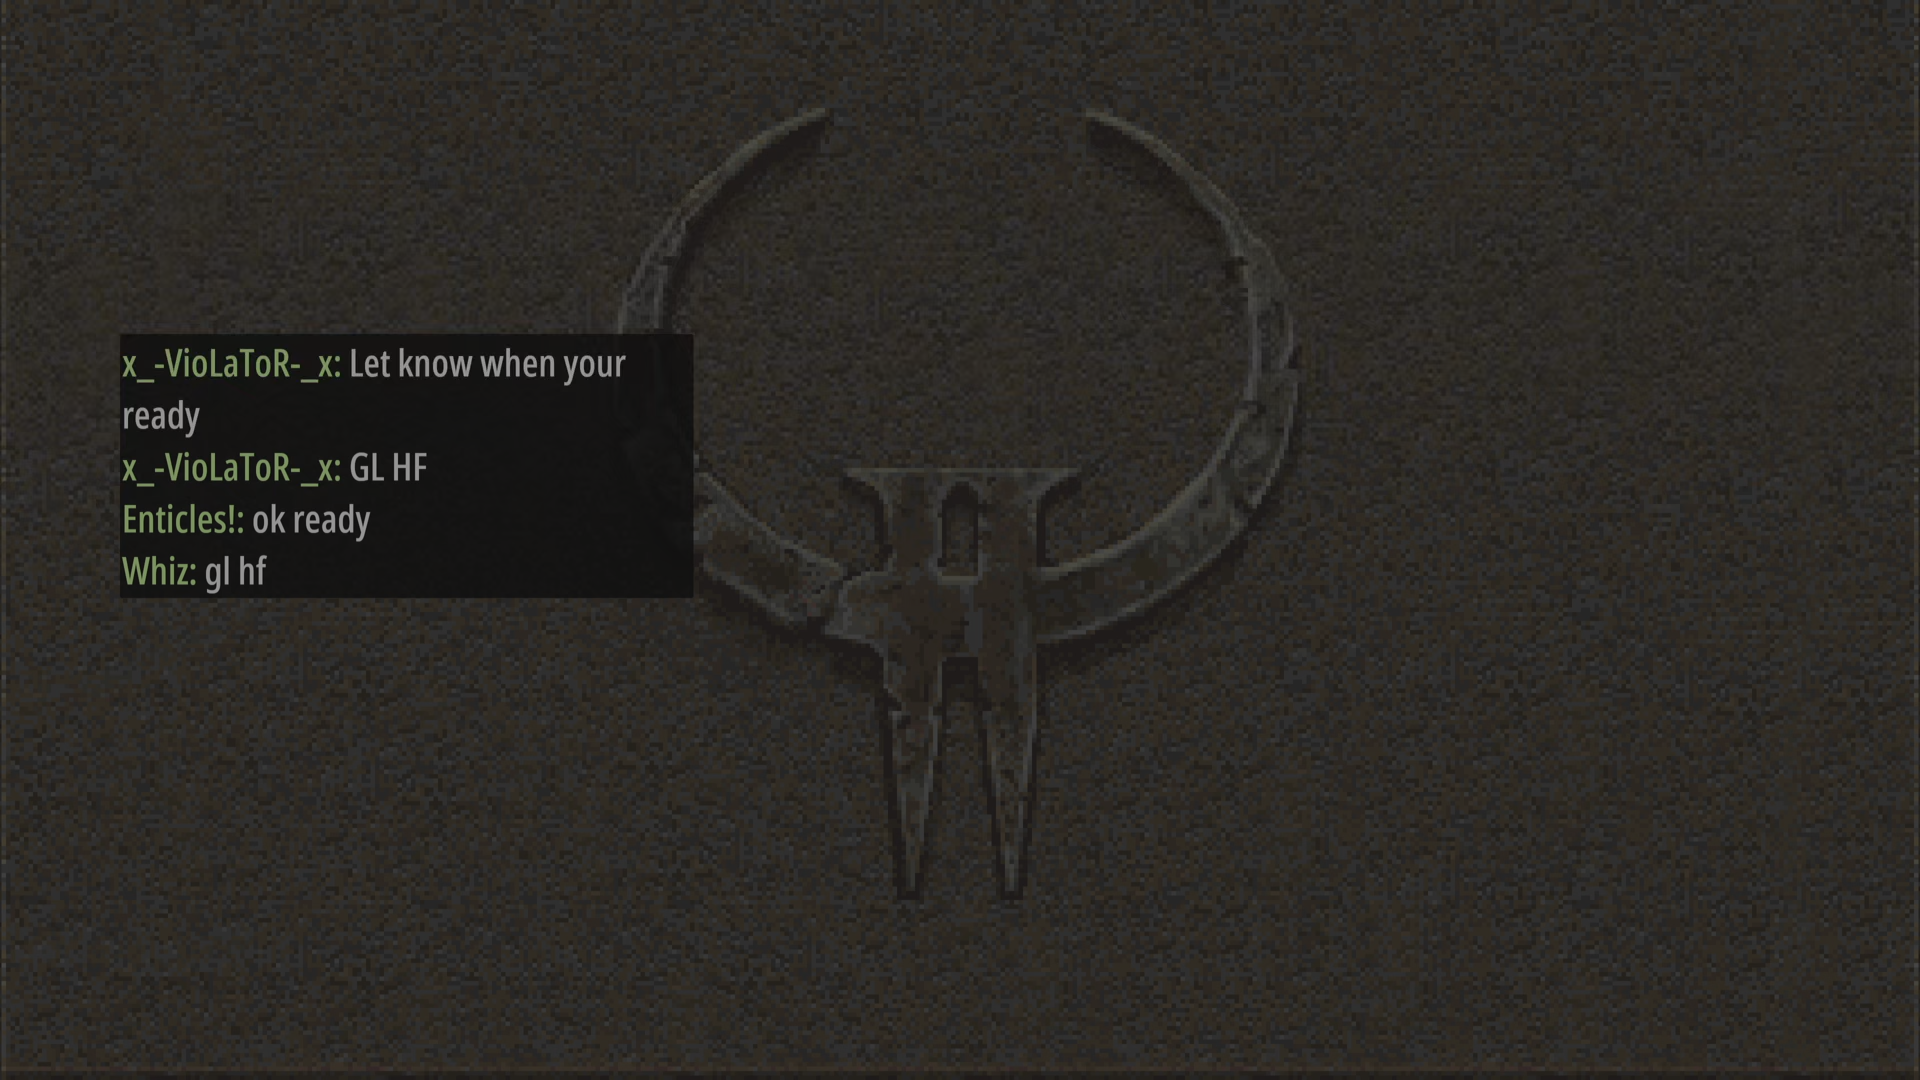 x_-VioLaToR-_x: Let know when your
ready
x_-VioLaToR-_x: GL HF
Enticles!: ok ready
Whiz: gl hf